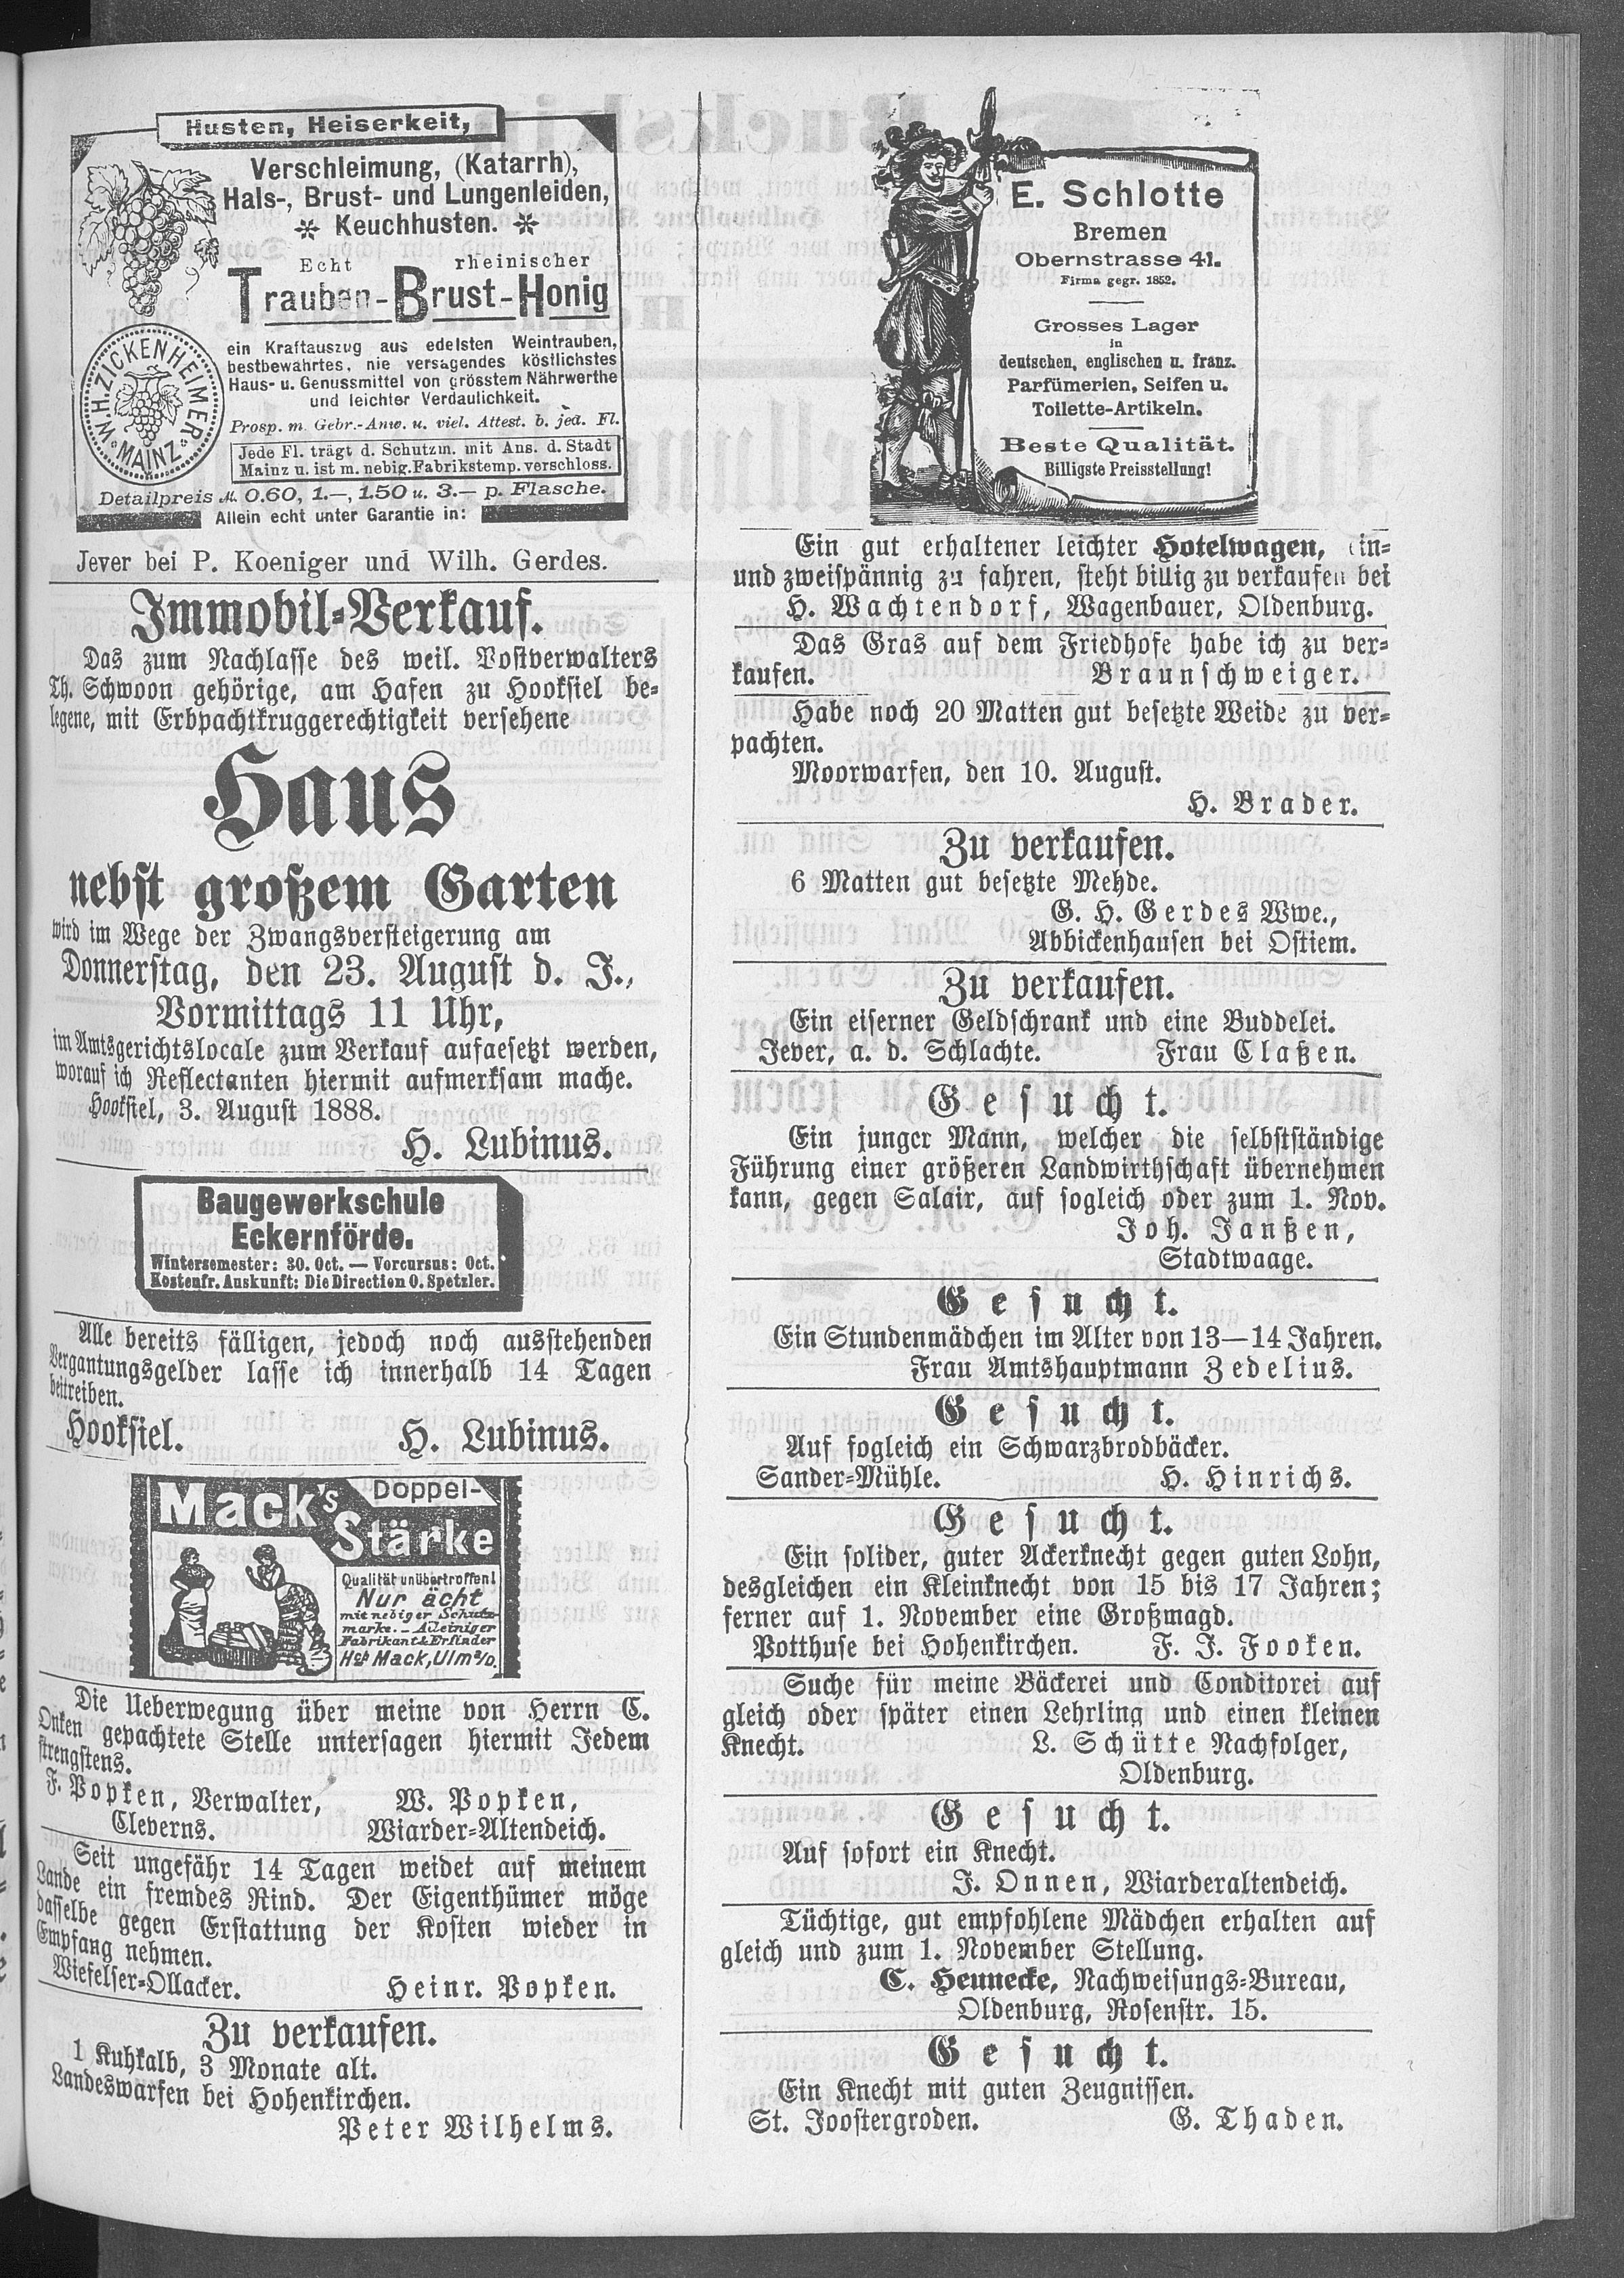 Husten, Heiserkeit,
Verschleimung, (Katarrh),
Hals-, Brust- und Lungenleiden,
Keuchhusten.
Echt rheinischer
Trauben-Brust-Honig
ein Kraftauszug aus edelsten Weintrauben,
bestbewährtes, nie versagendes köstlichstes
Haus- u. Genussmittel von grösstem Nährwerthe
und leichter Verdaulichkeit.
Prosp. m. Gebr.-Anw. u. viel. Attest. b. jed. Fl.
W.H. ZICKENHEIMER
MAINZ
Jede Fl. trägt d. Schutzm. mit Ans. d. Stadt
Mainz u. ist m. nebig. Fabrikstemp. verschloss.
Detailpreis M. 0.60, 1.—, 1.50 u. 3.— p. Flasche.
Allein echt unter Garantie in:
Jever bei P. Koeniger und Wilh. Gerdes.
Immobil-Verkauf.
Das zum Nachlasse des weil. Postverwalters
Th. Schwoon gehörige, am Hafen zu Hooksiel be-
legene, mit Erbpachtkruggerechtigkeit versehene
Haus
nebst großem Garten
wird im Wege der Zwangsversteigerung am
Donnerstag, den 23. August d. J.,
Vormittags 11 Uhr,
im Amtsgerichtslocale zum Verkauf aufgesetzt werden,
worauf ich Reflectanten hiermit aufmerksam mache.
Hooksiel, 3. August 1888.
H. Lubinus.
Baugewerkschule
Eckernförde.
Wintersemester: 30. Oct. — Vorcursus: Oct.
Kostenfr. Auskunft: Die Direction O. Spetzler.
Alle bereits fälligen, jedoch noch ausstehenden
Vergantungsgelder lasse ich innerhalb 14 Tagen
beitreiben.
Hooksiel. H. Lubinus.
Mack's Doppel-
Stärke
Qualität unübertroffen!
Nur ächt
mit nebiger Schutz-
marke. - Alleiniger
Fabrikant & Erfinder
Hch Mack, Ulm a/D.
Die Ueberwegung über meine von Herrn C.
Onken gepachtete Stelle untersagen hiermit Jedem
strengstens.
F. Popken, Verwalter, W. Popken,
Cleverns. Wiarder-Altendeich.
Seit ungefähr 14 Tagen weidet auf meinem
Lande ein fremdes Rind. Der Eigenthümer möge
dasselbe gegen Erstattung der Kosten wieder in
Empfang nehmen.
Wiefelser-Ollacker. Heinr. Popken.
Zu verkaufen.
1 Kuhkalb, 3 Monate alt.
Landeswarfen bei Hohenkirchen.
Peter Wilhelms.
E. Schlotte
Bremen
Obernstrasse 41.
Firma gegr. 1852.
Grosses Lager
in
deutschen, englischen u. franz.
Parfümerien, Seifen u.
Toilette-Artikeln.
Beste Qualität.
Billigste Preisstellung!
Ein gut erhaltener leichter Hotelwagen, ein-
und zweispännig zu fahren, steht billig zu verkaufen bei
H. Wachtendorf, Wagenbauer, Oldenburg.
Das Gras auf dem Friedhofe habe ich zu ver-
kaufen. Braunschweiger.
Habe noch 20 Matten gut besetzte Weide zu ver-
pachten.
Moorwarfen, den 10. August.
H. Brader.
Zu verkaufen.
6 Matten gut besetzte Mehde.
G. H. Gerdes Wwe.,
Abbickenhausen bei Ostiem.
Zu verkaufen.
Ein eiserner Geldschrank und eine Buddelei.
Jever, a. d. Schlachte. Frau Claßen.
Gesucht.
Ein junger Mann, welcher die selbstständige
Führung einer größeren Landwirthschaft übernehmen
kann, gegen Salair, auf sogleich oder zum 1. Nov.
Joh. Janßen,
Stadtwaage.
Gesucht.
Ein Stundenmädchen im Alter von 13—14 Jahren.
Frau Amtshauptmann Zedelius.
Gesucht.
Auf sogleich ein Schwarzbrodbäcker.
Sander-Mühle. H. Hinrichs.
Gesucht.
Ein solider, guter Ackerknecht gegen guten Lohn,
desgleichen ein Kleinknecht von 15 bis 17 Jahren;
ferner auf 1. November eine Großmagd.
Potthuse bei Hohenkirchen. F. J. Fooken.
Suche für meine Bäckerei und Conditorei auf
gleich oder später einen Lehrling und einen kleinen
Knecht. L. Schütte Nachfolger,
Oldenburg.
Gesucht.
Auf sofort ein Knecht.
J. Onnen, Wiarderaltendeich.
Tüchtige, gut empfohlene Mädchen erhalten auf
gleich und zum 1. November Stellung.
C. Hennecke, Nachweisungs-Bureau,
Oldenburg, Rosenstr. 15.
Gesucht.
Ein Knecht mit guten Zeugnissen.
St. Joostergroden. G. Thaden.